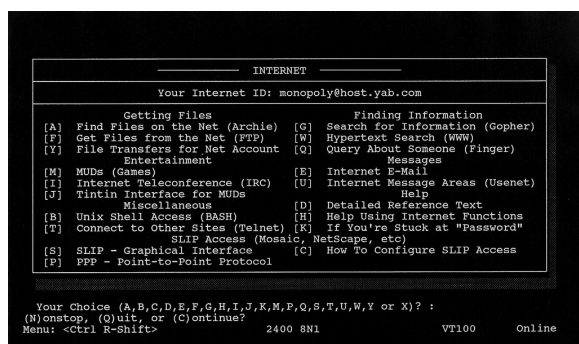 INTERNET
Your Internet ID: monopoly@host.yab.com
Getting Files Finding Information
[A] Find Files on the Net (Archie) [G] Search for Information (Gopher)
[F] Get Files from the Net (FTP) [W] Hypertext Search (WWW)
[Y] File Transfers for Net Account [Q] Query About Someone (Finger)
Entertainment Messages
[M] MUDs (Games) [E] Internet E-Mail
[I] Internet Teleconference (IRC) [U] Internet Message Areas (Usenet)
[J] Tintin Interface for MUDs Help
Miscellaneous [D] Detailed Reference Text
[B] Unix Shell Access (BASH) [H] Help Using Internet Functions
[T] Connect to Other Sites (Telnet) [K] If You're Stuck at "Password"
SLIP Access (Mosaic, NetScape, etc)
[S] SLIP - Graphical Interface [C] How To Configure SLIP Access
[P] PPP - Point-to-Point Protocol
Your Choice (A,B,C,D,E,F,G,H,I,J,K,M,P,Q,S,T,U,W,Y or X)? :
(N)onstop, (Q)uit, or (C)ontinue?
Menu: <Ctrl R-Shift> 2400 8N1 VT100 Online